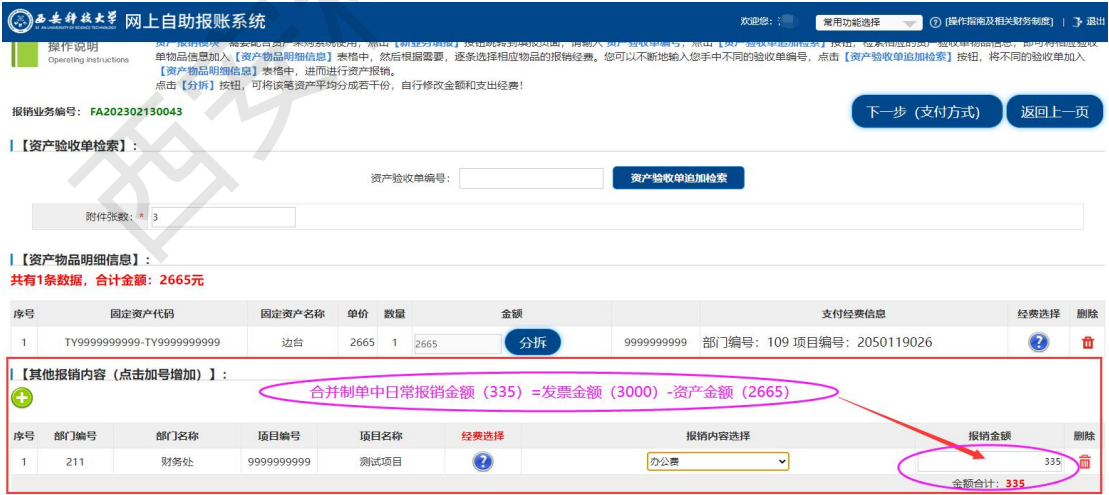 西安科技大学 网上自助报账系统
欢迎您：
常用功能选择
[操作指南及相关财务制度]
退出
操作说明
Operating instructions
单物品信息加入【资产物品明细信息】表格中，然后根据需要，逐条选择相应物品的报销经费。您可以不断地输入您手中不同的验收单编号，点击【资产验收单追加检索】按钮，将不同的验收单加入
【资产物品明细信息】表格中，进而进行资产报销。
点击【分拆】按钮，可将该笔资产平均分成若干份，自行修改金额和支出经费！
报销业务编号： FA202302130043
下一步（支付方式）
返回上一页
【资产验收单检索】：
资产验收单编号：
资产验收单追加检索
附件张数：* 3
【资产物品明细信息】：
共有1条数据，合计金额：2665元
序号 固定资产代码 固定资产名称 单价 数量 金额 支付经费信息 经费选择 删除
1 TY9999999999-TY9999999999 边台 2665 1 2665 分拆 9999999999 部门编号：109 项目编号：2050119026
【其他报销内容（点击加号增加）】：
合并制单中日常报销金额（335）=发票金额（3000）-资产金额（2665）
序号 部门编号 部门名称 项目编号 项目名称 经费选择 报销内容选择 报销金额 删除
1 211 财务处 9999999999 测试项目 办公费 335
金额合计：335
西安科